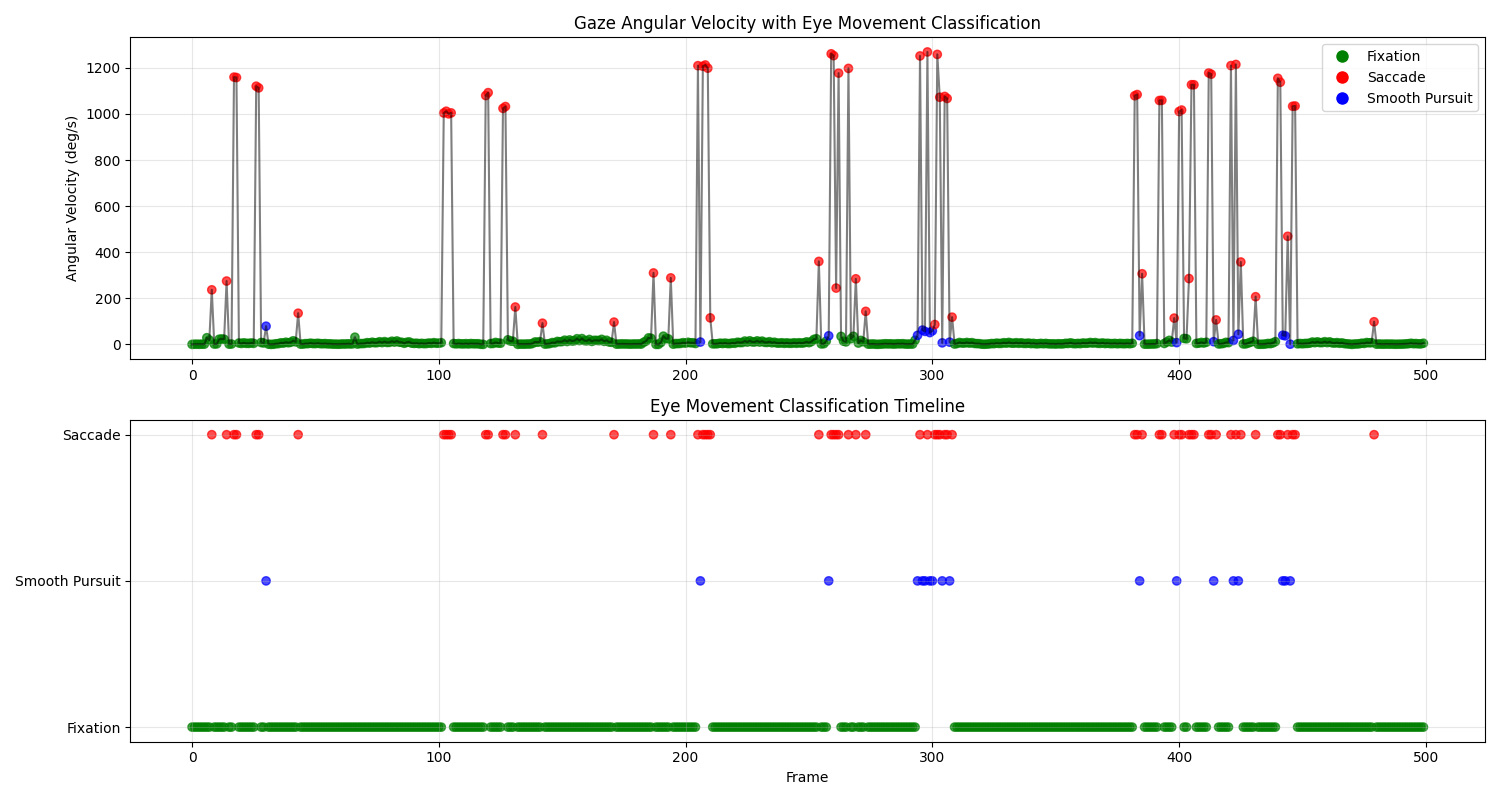 Gaze Angular Velocity with Eye Movement Classification
Angular Velocity (deg/s)
1200
1000
800
600
400
200
0
Fixation
Saccade
Smooth Pursuit
0 100 200 300 400 500
Eye Movement Classification Timeline
Saccade
Smooth Pursuit
Fixation
0 100 200 300 400 500
Frame